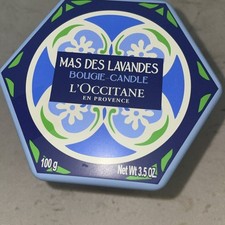 MAS DES LAVANDES
BOUGIE-CANDLE
L'OCCITANE
EN PROVENCE
100 g
Net WT 3.5 OZ.